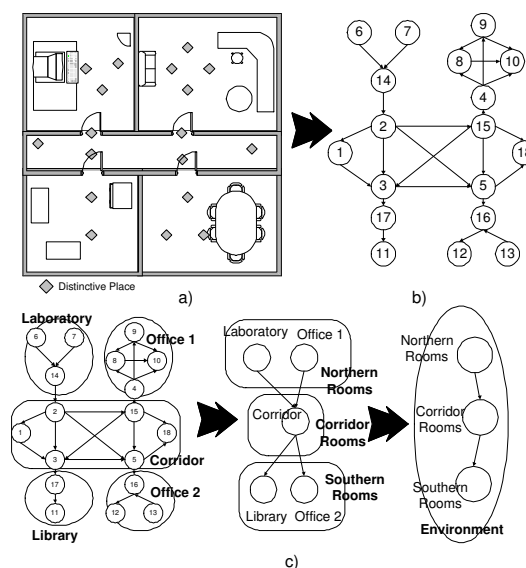 Distinctive Place
a)
6
7
9
14
8
10
4
2
15
1
18
3
5
17
16
11
12
13
b)
Laboratory
6
7
14
Office 1
9
8
10
4
2
15
1
18
3
5
Corridor
17
11
Library
16
12
13
Office 2
Laboratory
Office 1
Northern
Rooms
Corridor
Corridor
Rooms
Southern
Rooms
Library
Office 2
Northern
Rooms
Corridor
Rooms
Southern
Rooms
Environment
c)